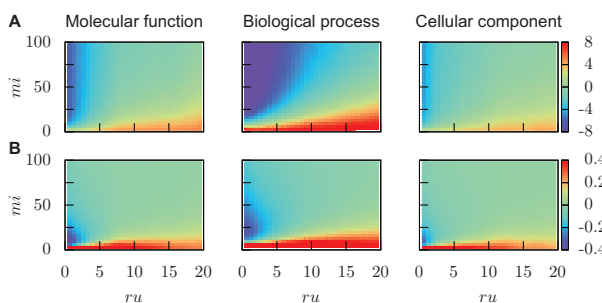 A Molecular function Biological process Cellular component
100
50
0
mi
8
4
0
-4
-8
B
100
50
0
mi
0.4
0.2
0
-0.2
-0.4
0 5 10 15 20 0 5 10 15 20 0 5 10 15 20
ru ru ru